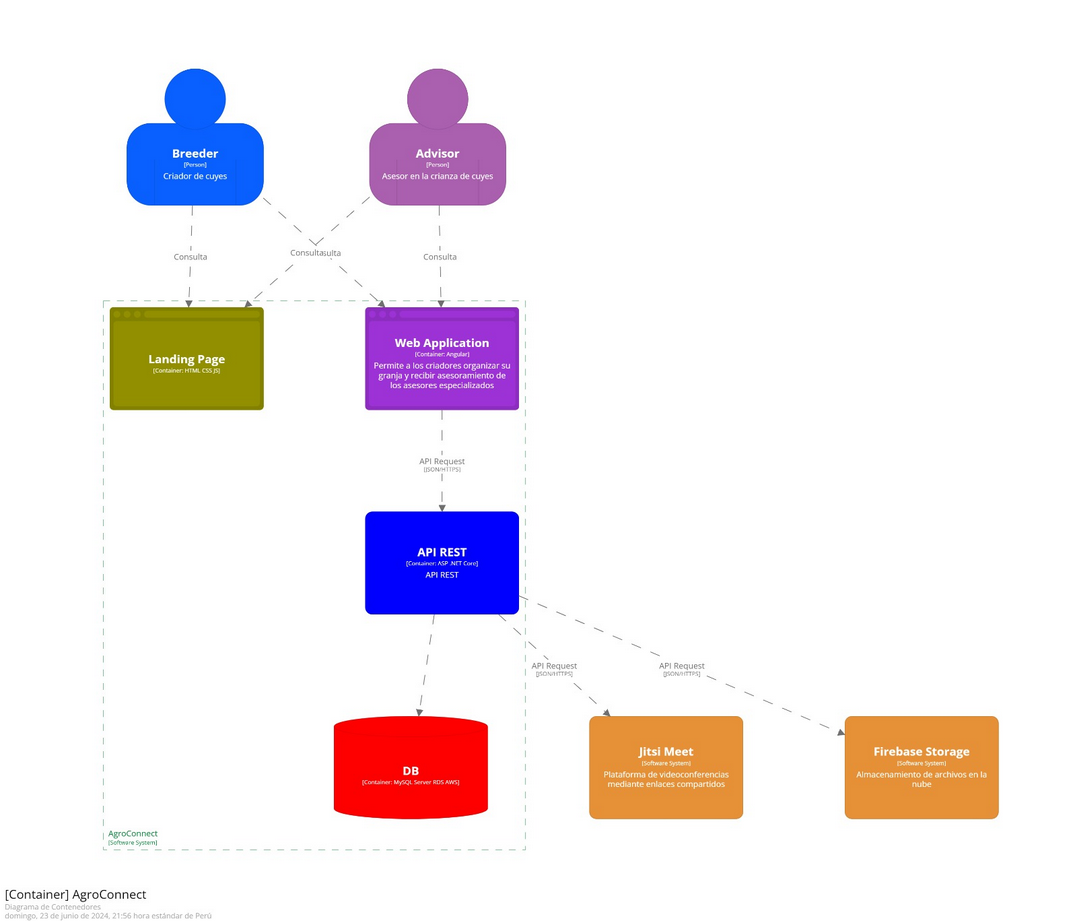 Breeder
[Person]
Criador de cuyes
Advisor
[Person]
Asesor en la crianza de cuyes
Consulta
Consulta
sulta
Consulta
Landing Page
[Container: HTML CSS JS]
Web Application
[Container: Angular]
Permite a los criadores organizar su
granja y recibir asesoramiento de
los asesores especializados
API Request
[JSON/HTTPS]
API REST
[Container: ASP .NET Core]
API REST
API Request
[JSON/HTTPS]
API Request
[JSON/HTTPS]
DB
[Container: MySQL Server RDS AWS]
Jitsi Meet
[Software System]
Plataforma de videoconferencias
mediante enlaces compartidos
Firebase Storage
[Software System]
Almacenamiento de archivos en la
nube
AgroConnect
[Software System]
[Container] AgroConnect
Diagrama de Contenedores
domingo, 23 de junio de 2024, 21:56 hora estándar de Perú